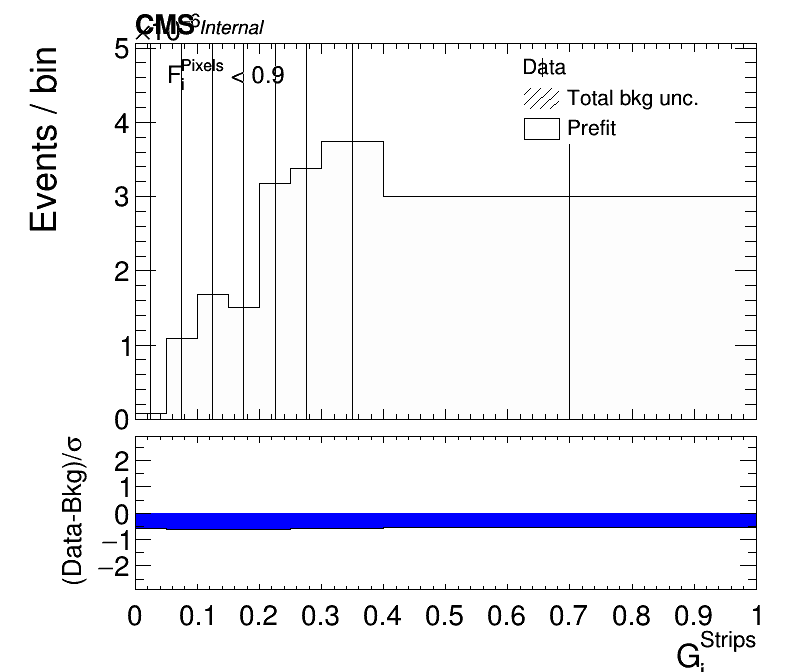 CMS Internal
×10⁻⁶
Events / bin
5
4
3
2
1
0
F_i^Pixels < 0.9
Data
Total bkg unc.
Prefit
(Data-Bkg)/σ
2
1
0
−1
−2
0 0.1 0.2 0.3 0.4 0.5 0.6 0.7 0.8 0.9 1
G_i^Strips